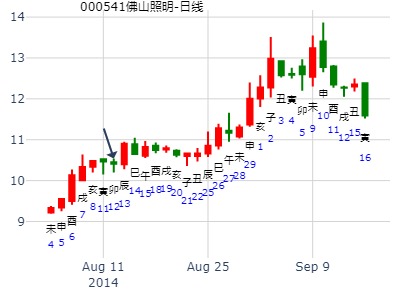 000541佛山照明-日线
14
13
12
11
10
9
未
4
申
5
酉
6
戌
7
亥
8
寅
11
卯
12
辰
13
巳
14
午
15
酉
18
戌
19
亥
20
子
21
丑
22
辰
25
巳
26
午
27
未
28
申
29
亥
1
子
2
丑
3
寅
4
卯
5
未
9
申
10
酉
11
戌
12
丑
15
寅
16
Aug 11
2014
Aug 25
Sep 9